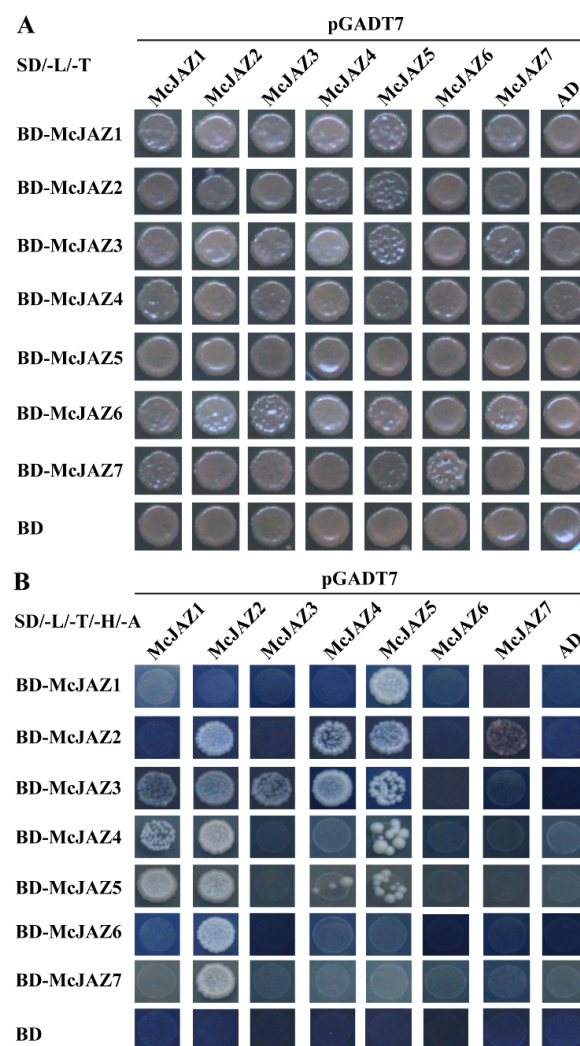 A
pGADT7
SD/-L/-T
McJAZ1 McJAZ2 McJAZ3 McJAZ4 McJAZ5 McJAZ6 McJAZ7 AD
BD-McJAZ1
BD-McJAZ2
BD-McJAZ3
BD-McJAZ4
BD-McJAZ5
BD-McJAZ6
BD-McJAZ7
BD
B
pGADT7
SD/-L/-T/-H/-A
McJAZ1 McJAZ2 McJAZ3 McJAZ4 McJAZ5 McJAZ6 McJAZ7 AD
BD-McJAZ1
BD-McJAZ2
BD-McJAZ3
BD-McJAZ4
BD-McJAZ5
BD-McJAZ6
BD-McJAZ7
BD